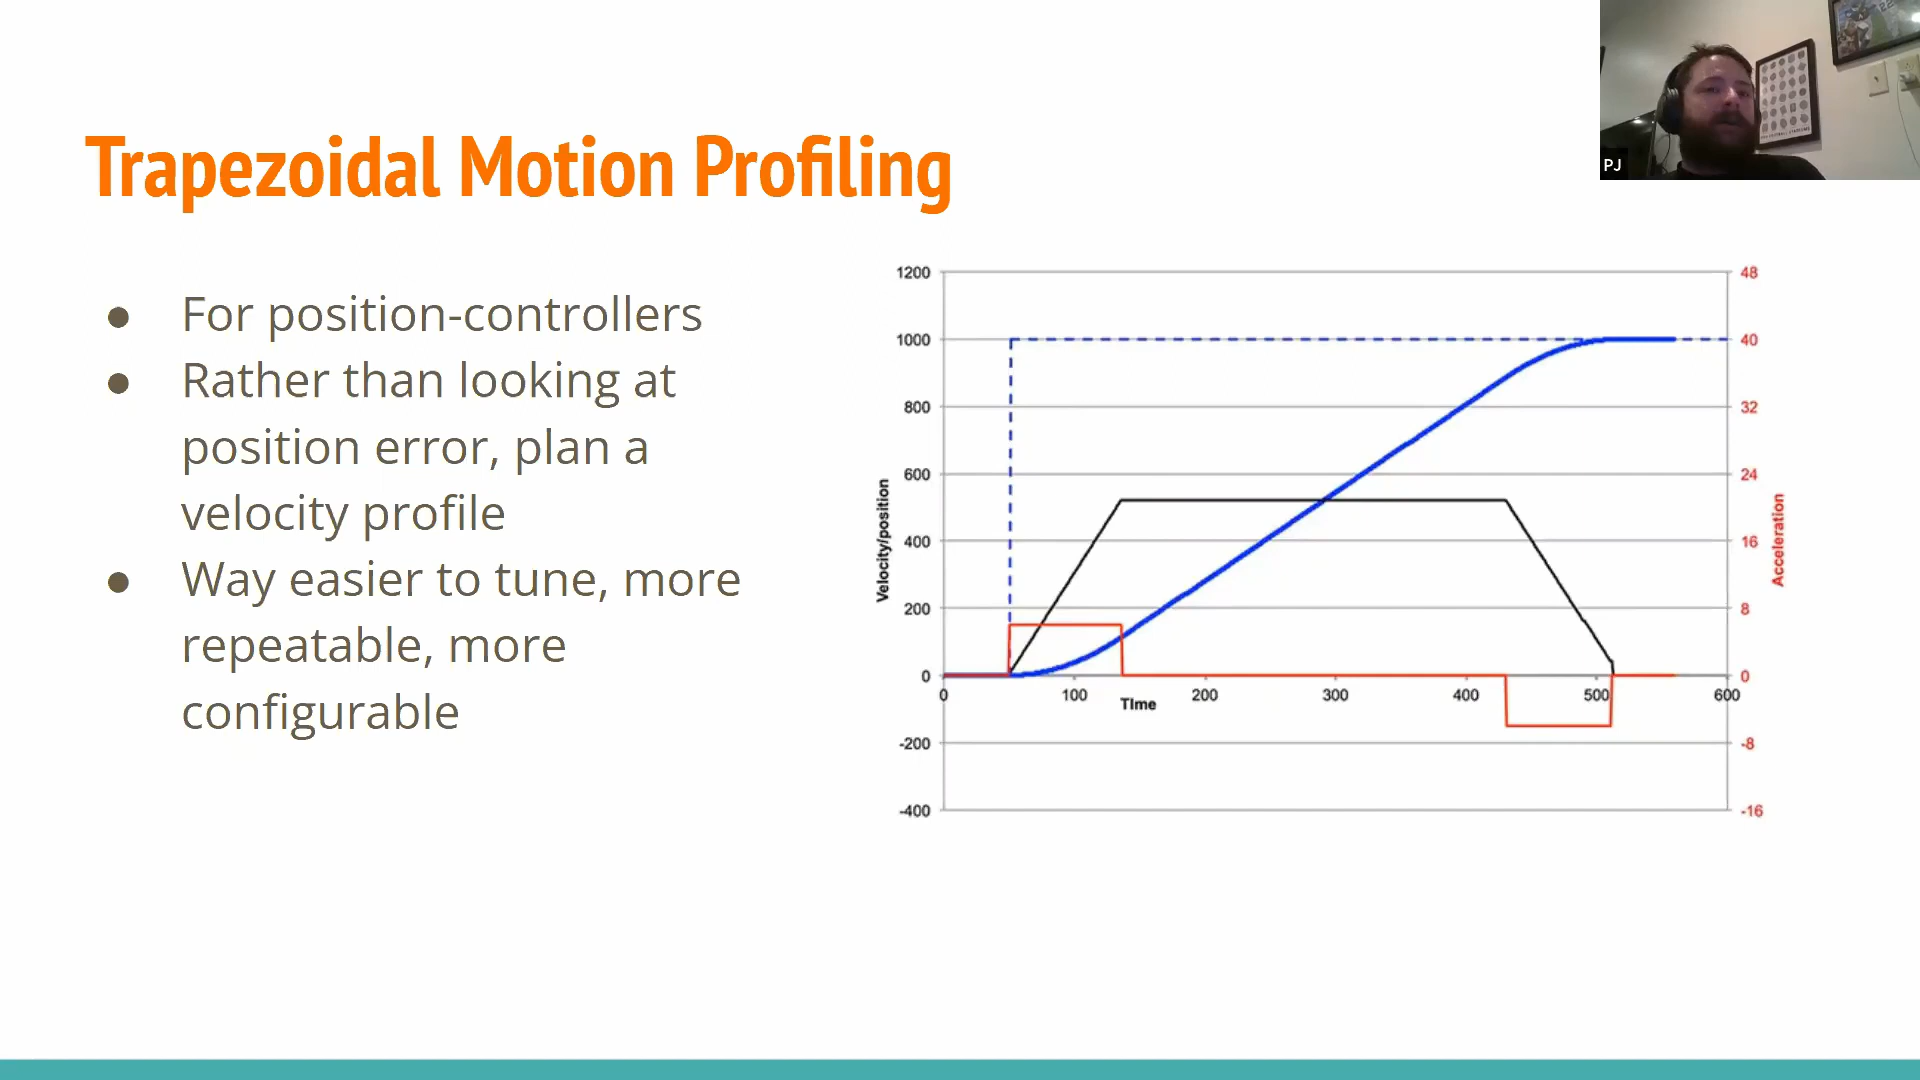 Trapezoidal Motion Profiling
PJ
● For position-controllers
● Rather than looking at
position error, plan a
velocity profile
● Way easier to tune, more
repeatable, more
configurable
1200
1000
800
600
400
200
0
-200
-400
Velocity/position
0 100 200 300 400 500 600
TIme
48
40
32
24
16
8
0
-8
-16
Acceleration